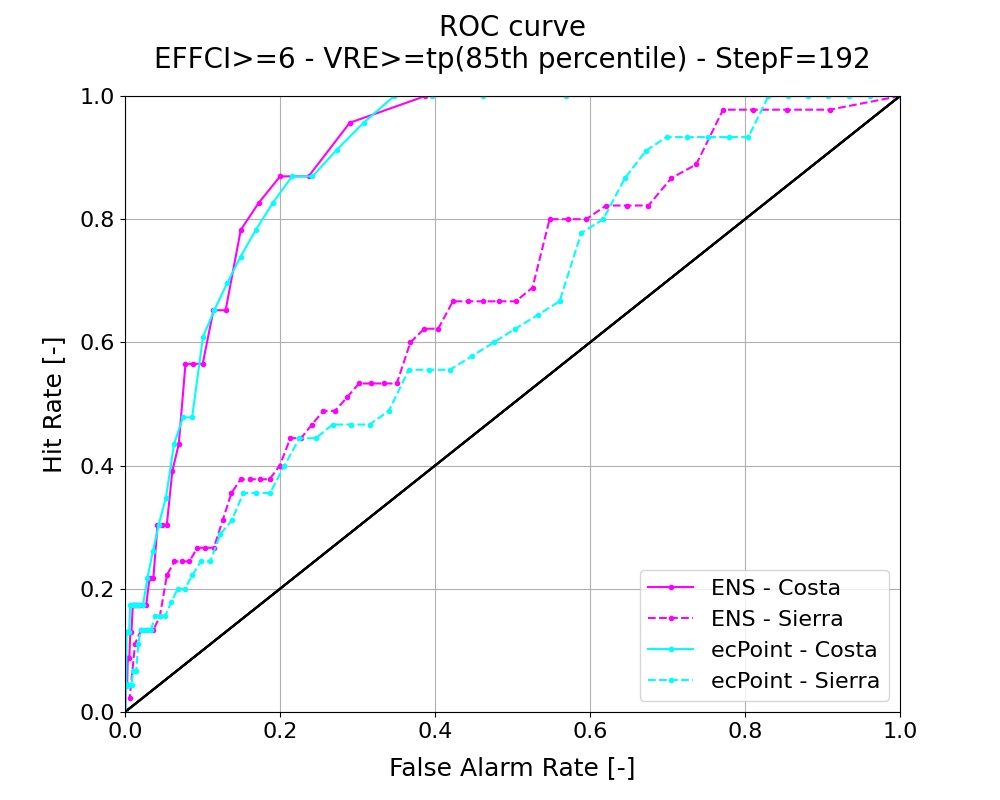 ROC curve
EFFCI>=6 - VRE>=tp(85th percentile) - StepF=192
1.0
0.8
0.6
0.4
0.2
0.0
Hit Rate [-]
ENS - Costa
ENS - Sierra
ecPoint - Costa
ecPoint - Sierra
0.0 0.2 0.4 0.6 0.8 1.0
False Alarm Rate [-]